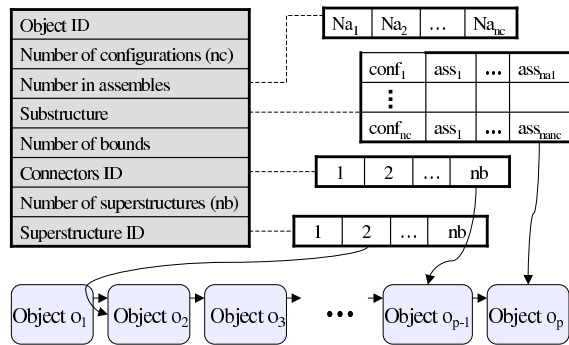 Object ID
Number of configurations (nc)
Number in assembles
Substructure
Number of bounds
Connectors ID
Number of superstructures (nb)
Superstructure ID
Na1 Na2 … Nanc
conf1 ass1 ... assna1
⋮
confnc ass1 ... assnanc
1 2 … nb
1 2 … nb
Object o1 Object o2 Object o3 ... Object op-1 Object op